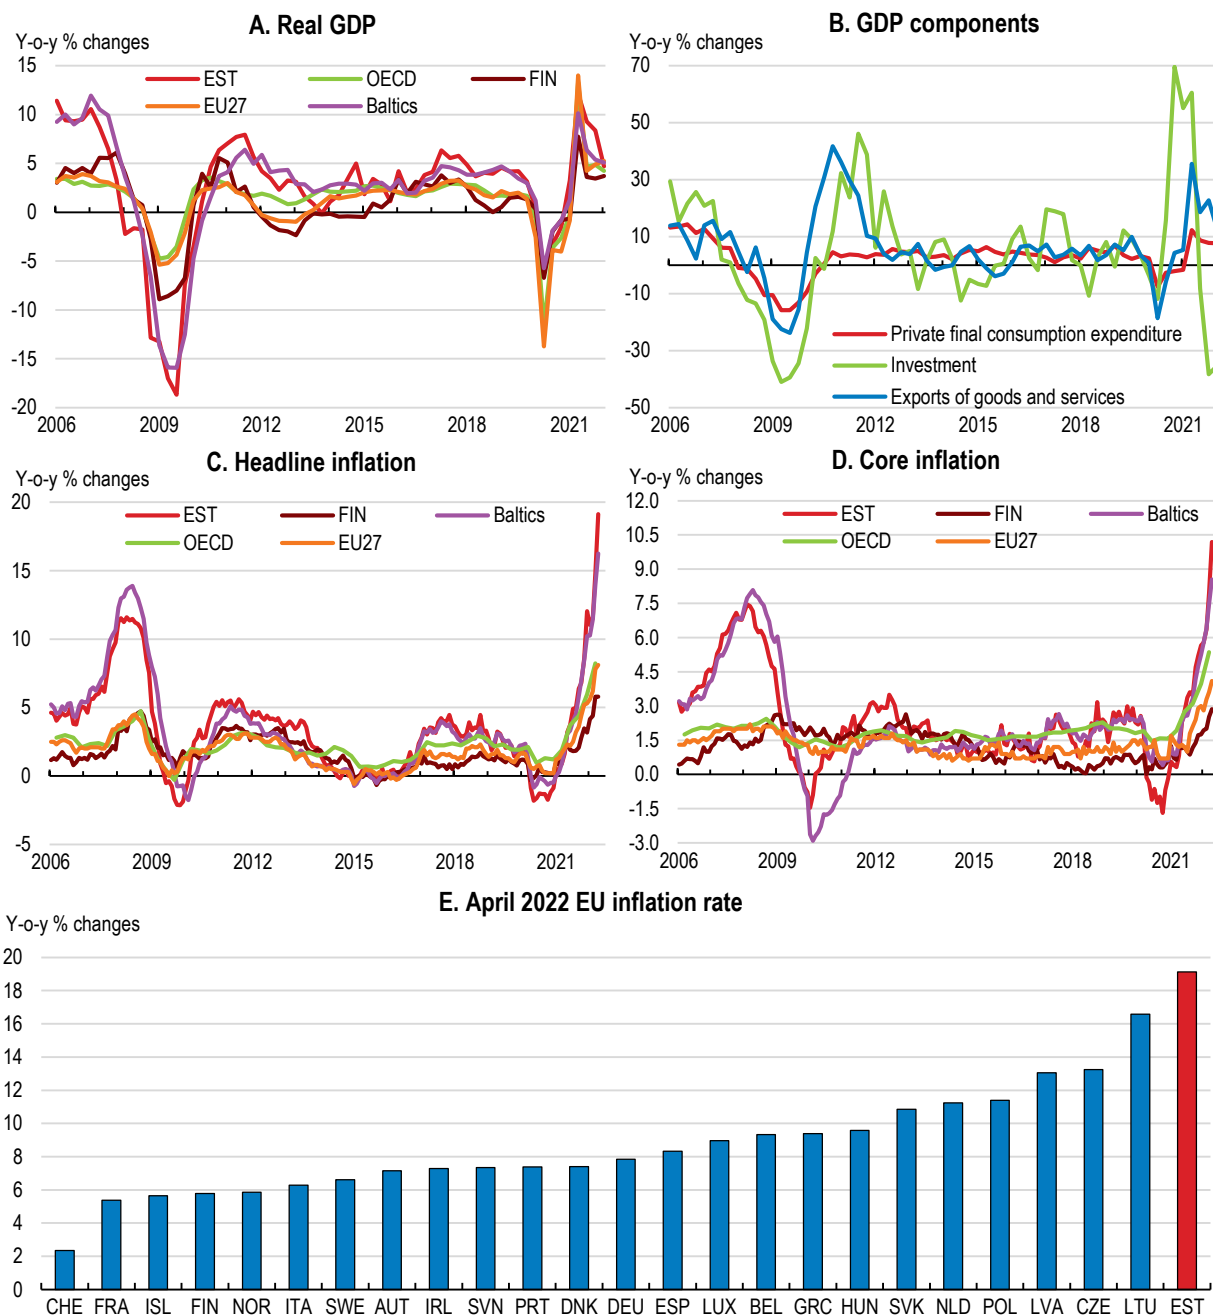 A. Real GDP
Y-o-y % changes
EST OECD FIN
EU27 Baltics
15
10
5
0
-5
-10
-15
-20
2006 2009 2012 2015 2018 2021
B. GDP components
Y-o-y % changes
70
50
30
10
-10
-30
-50
Private final consumption expenditure
Investment
Exports of goods and services
2006 2009 2012 2015 2018 2021
C. Headline inflation
Y-o-y % changes
EST FIN Baltics
OECD EU27
20
15
10
5
0
-5
2006 2009 2012 2015 2018 2021
D. Core inflation
Y-o-y % changes
EST FIN Baltics
OECD EU27
12.0
10.5
9.0
7.5
6.0
4.5
3.0
1.5
0.0
-1.5
-3.0
2006 2009 2012 2015 2018 2021
E. April 2022 EU inflation rate
Y-o-y % changes
20
18
16
14
12
10
8
6
4
2
0
CHE FRA ISL FIN NOR ITA SWE AUT IRL SVN PRT DNK DEU ESP LUX BEL GRC HUN SVK NLD POL LVA CZE LTU EST